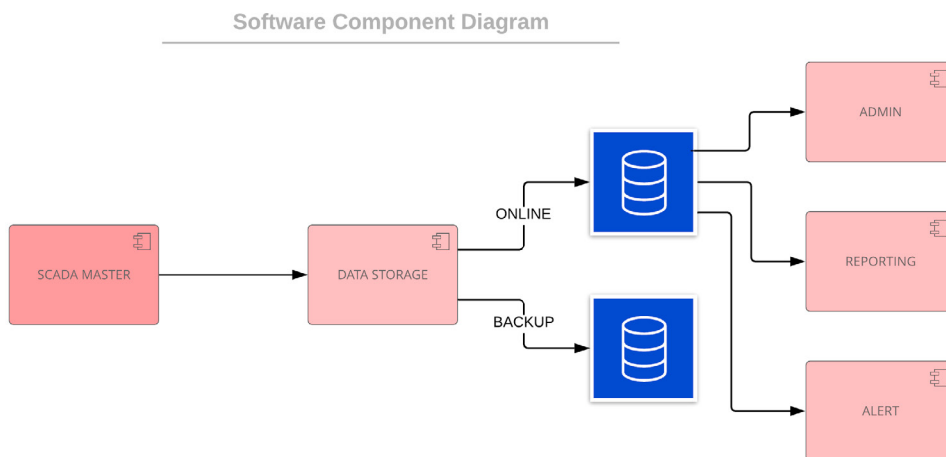 Software Component Diagram
ADMIN
ONLINE
SCADA MASTER
DATA STORAGE
REPORTING
BACKUP
ALERT